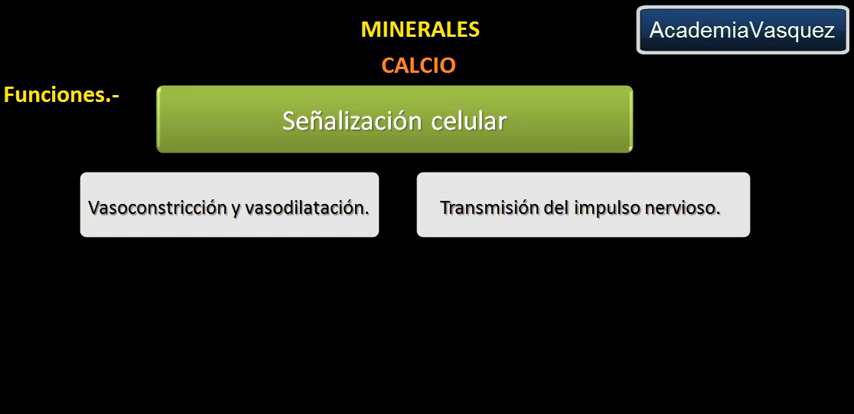 MINERALES
AcademiaVasquez
CALCIO
Funciones.-
Señalización celular
Vasoconstricción y vasodilatación.
Transmisión del impulso nervioso.